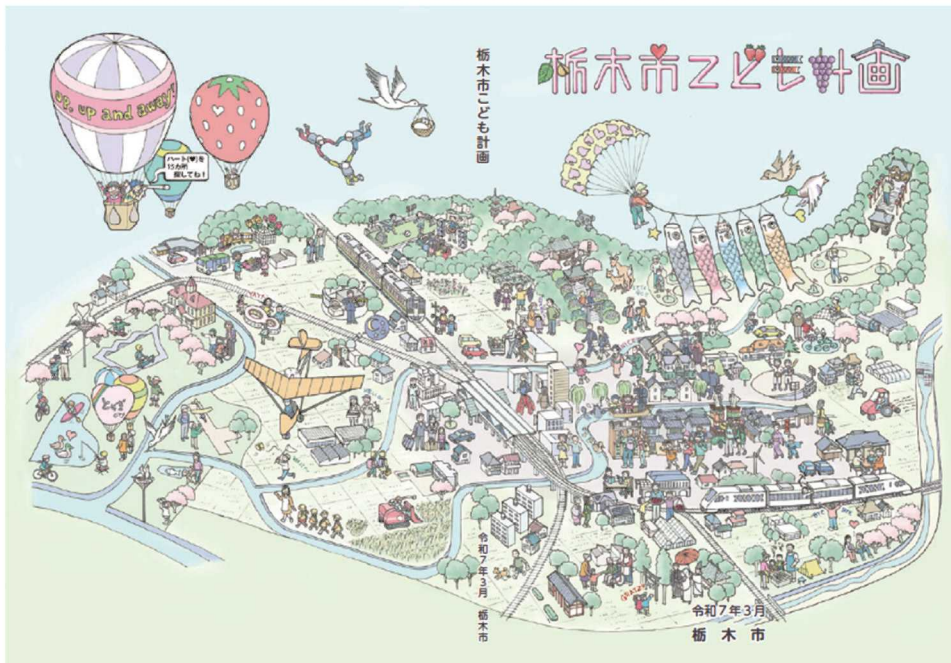 栃木市こども計画
栃木市こども計画
up, up and away!
ハート(♥)を
15カ所
探してね！
とちぎ
令和7年3月 栃木市
令和7年3月
栃木市